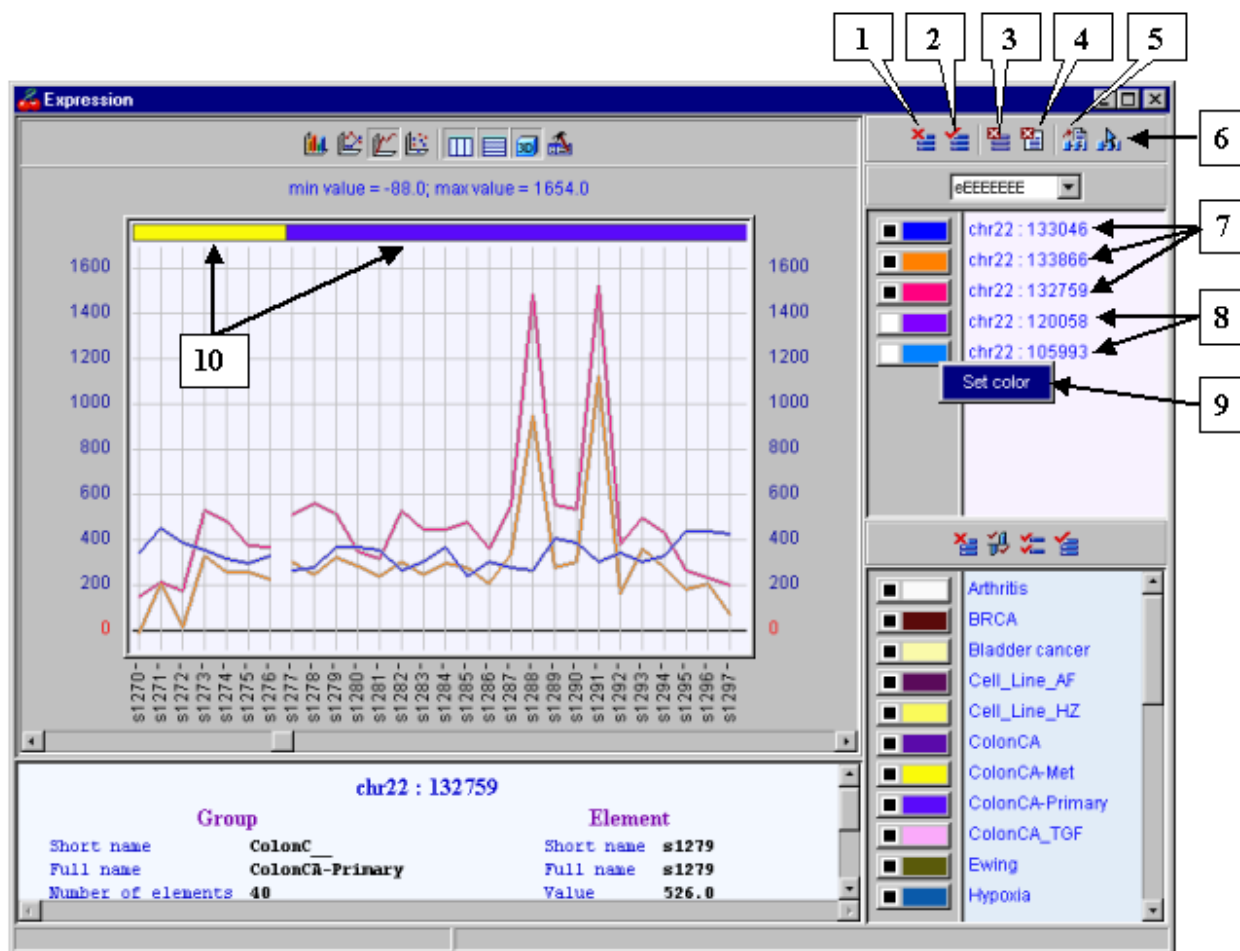 1 2 3 4 5
Expression
6
min value = -88.0; max value = 1654.0
eEEEEEEE
1600 1600
1400 1400
1200 1200
1000 1000
800 800
600 600
400 400
200 200
0 0
10
s1270-
s1271-
s1272-
s1273-
s1274-
s1275-
s1276-
s1277-
s1278-
s1279-
s1280-
s1281-
s1282-
s1283-
s1284-
s1285-
s1286-
s1287-
s1288-
s1289-
s1290-
s1291-
s1292-
s1293-
s1294-
s1295-
s1296-
s1297-
chr22 : 133046
chr22 : 133866
chr22 : 132759
chr22 : 120058
chr22 : 105993
7
8
Set color
9
Arthritis
BRCA
Bladder cancer
Cell_Line_AF
Cell_Line_HZ
ColonCA
ColonCA-Met
ColonCA-Primary
ColonCA_TGF
Ewing
Hypoxia
chr22 : 132759
Group Element
Short name ColonC__ Short name s1279
Full name ColonCA-Primary Full name s1279
Number of elements 40 Value 526.0
3D